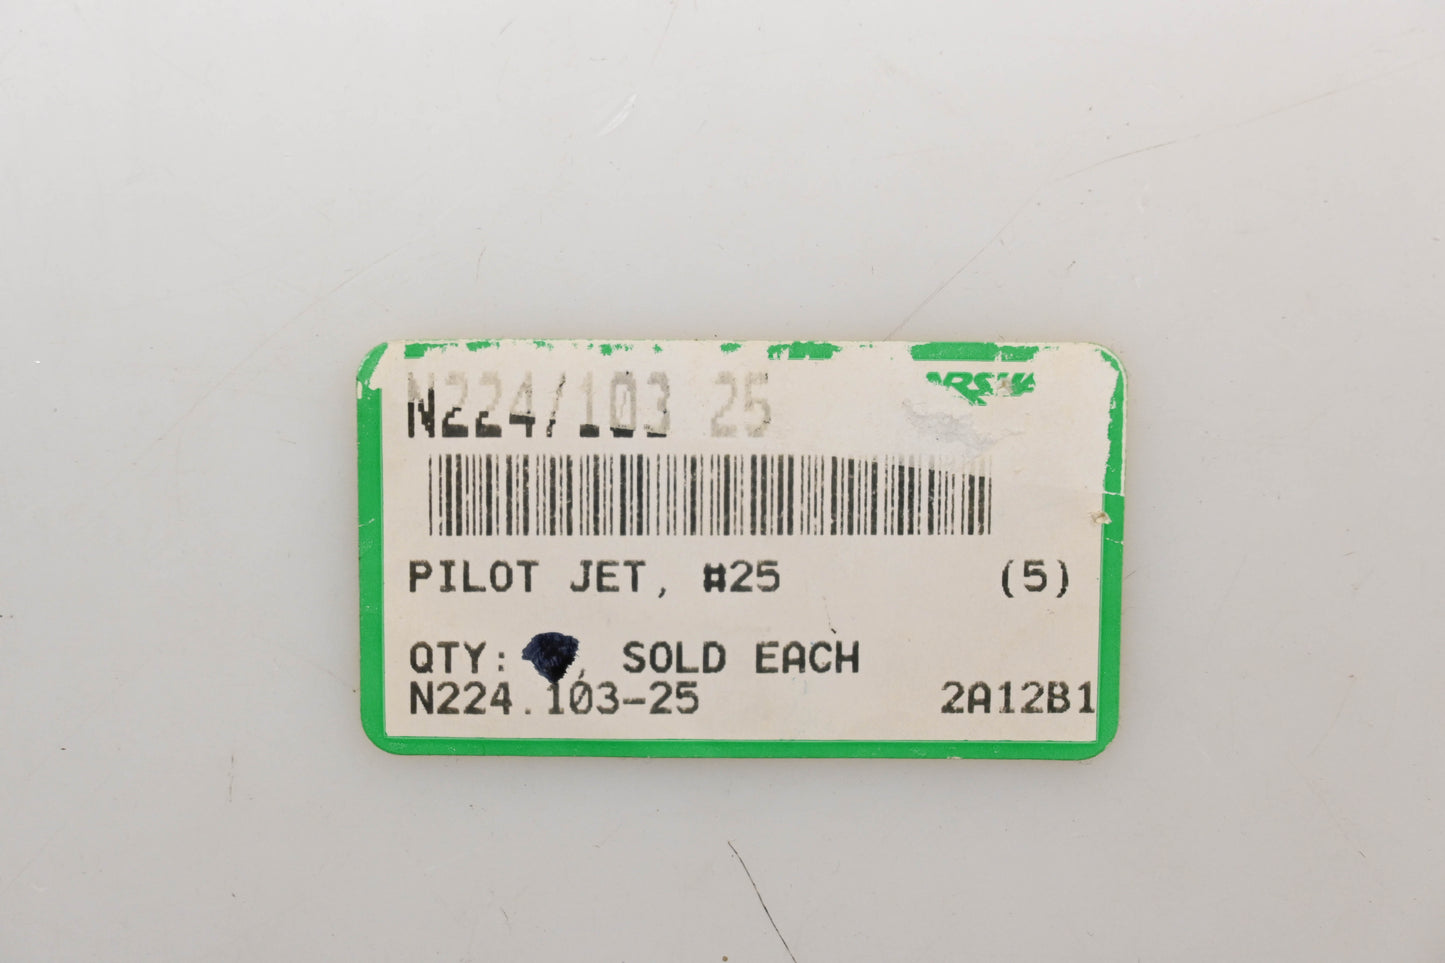 N224/103 25
PILOT JET, #25 (5)
QTY: , SOLD EACH
N224.103-25 2A12B1